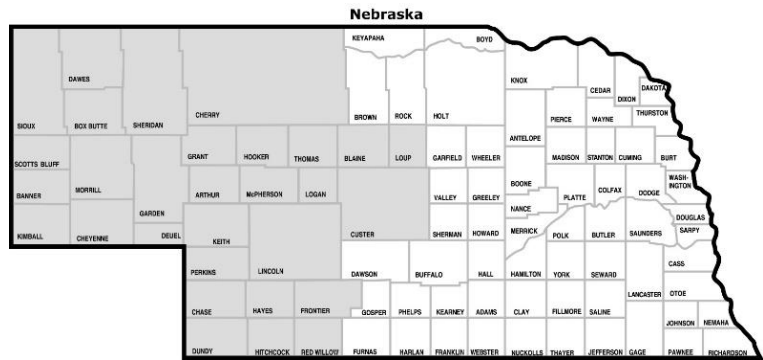 Nebraska
KEYAPAHA
BOYD
DAWES
KNOX
CEDAR
DAKOTA
DIXON
SIOUX
BOX BUTTE
SHERIDAN
CHERRY
BROWN
ROCK
HOLT
PIERCE
WAYNE
THURSTON
ANTELOPE
SCOTTS BLUFF
GRANT
HOOKER
THOMAS
BLAINE
LOUP
GARFIELD
WHEELER
MADISON
STANTON
CUMING
BURT
BANNER
MORRILL
GARDEN
ARTHUR
McPHERSON
LOGAN
VALLEY
GREELEY
BOONE
NANCE
PLATTE
COLFAX
DODGE
WASH-
INGTON
KIMBALL
CHEYENNE
DEUEL
KEITH
CUSTER
SHERMAN
HOWARD
MERRICK
POLK
BUTLER
SAUNDERS
DOUGLAS
SARPY
PERKINS
LINCOLN
DAWSON
BUFFALO
HALL
HAMILTON
YORK
SEWARD
LANCASTER
CASS
OTOE
CHASE
HAYES
FRONTIER
GOSPER
PHELPS
KEARNEY
ADAMS
CLAY
FILLMORE
SALINE
JOHNSON
NEMAHA
DUNDY
HITCHCOCK
RED WILLOW
FURNAS
HARLAN
FRANKLIN
WEBSTER
NUCKOLLS
THAYER
JEFFERSON
GAGE
PAWNEE
RICHARDSON